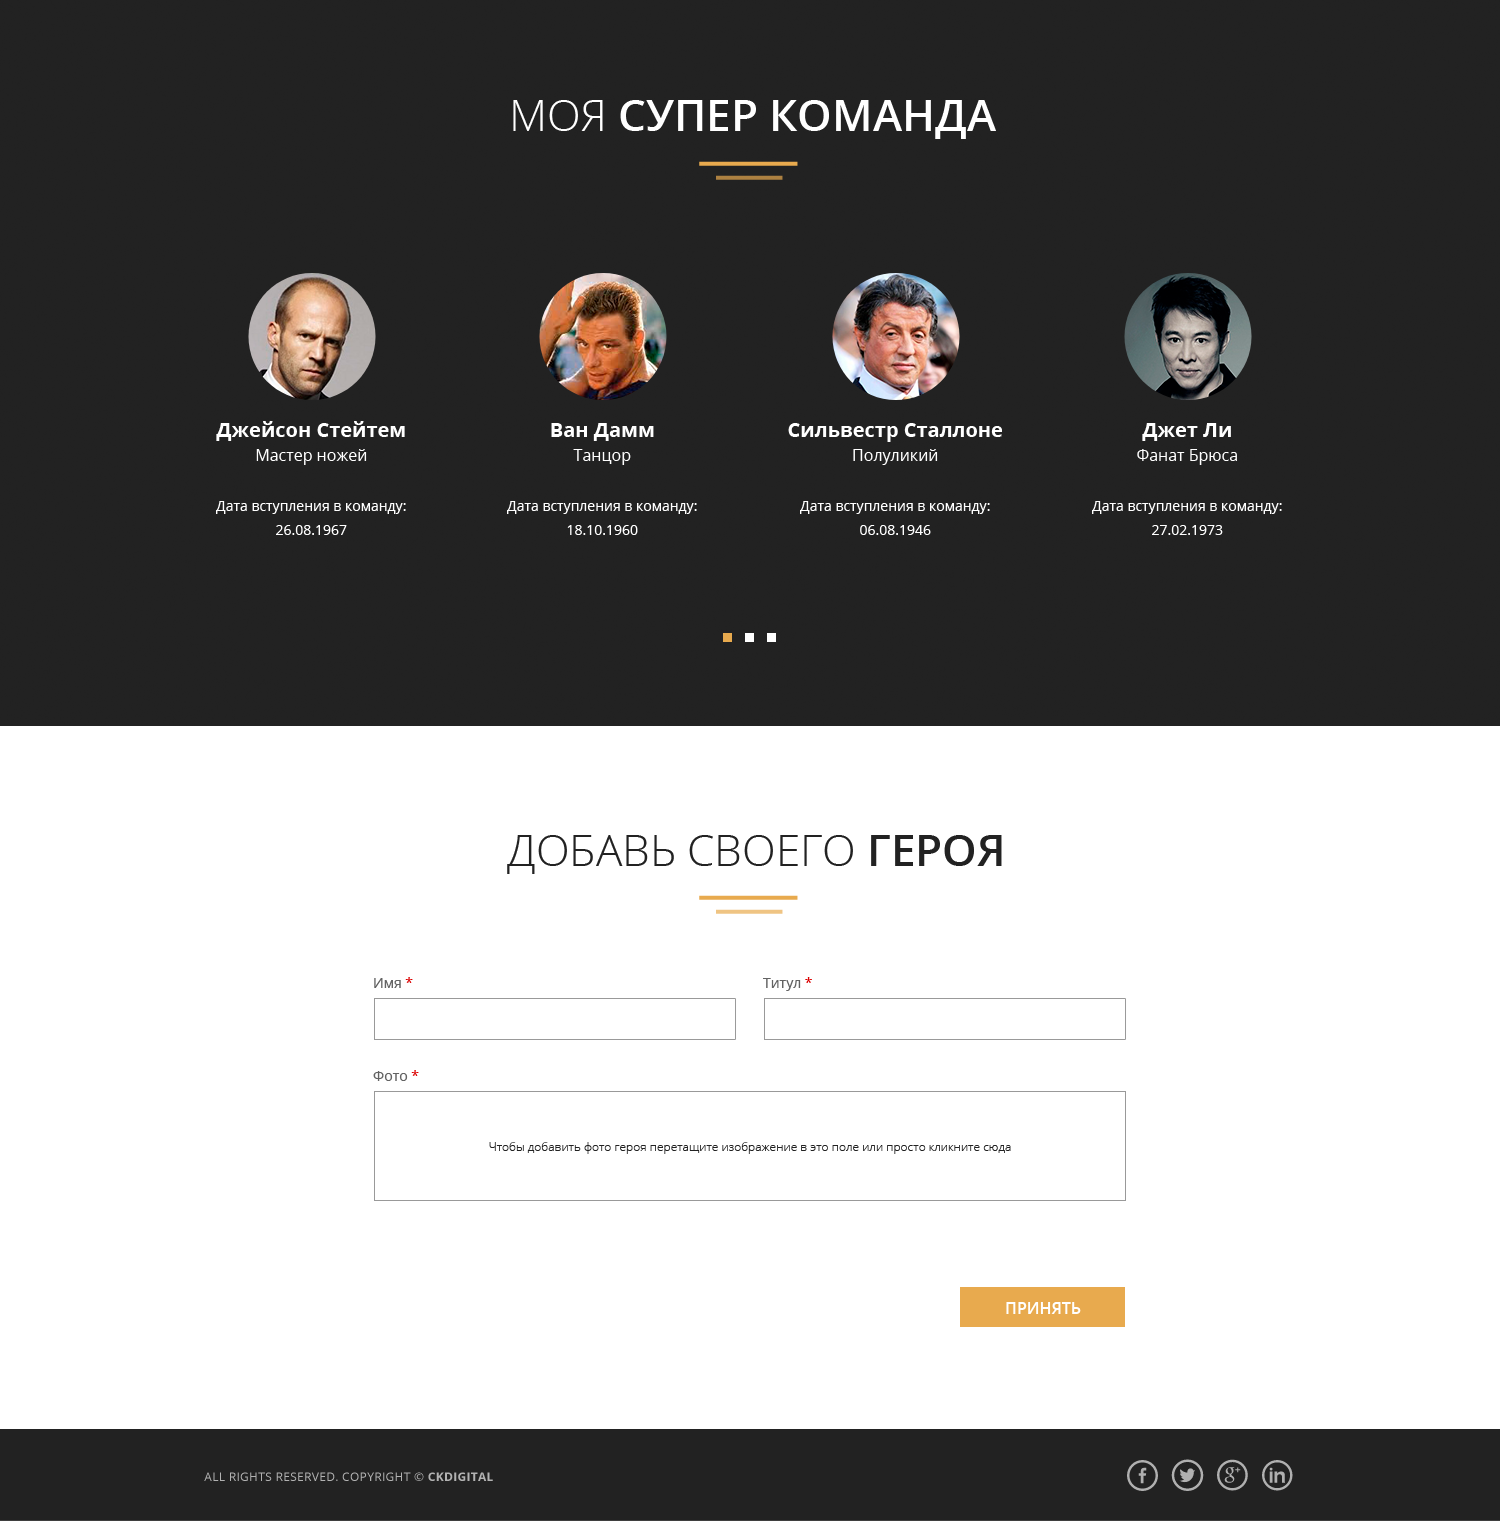 МОЯ СУПЕР КОМАНДА
Джейсон Стейтем
Мастер ножей
Дата вступления в команду:
26.08.1967
Ван Дамм
Танцор
Дата вступления в команду:
18.10.1960
Сильвестр Сталлоне
Полуликий
Дата вступления в команду:
06.08.1946
Джет Ли
Фанат Брюса
Дата вступления в команду:
27.02.1973
ДОБАВЬ СВОЕГО ГЕРОЯ
Имя *
Титул *
Фото *
Чтобы добавить фото героя перетащите изображение в это поле или просто кликните сюда
ПРИНЯТЬ
ALL RIGHTS RESERVED. COPYRIGHT © CKDIGITAL